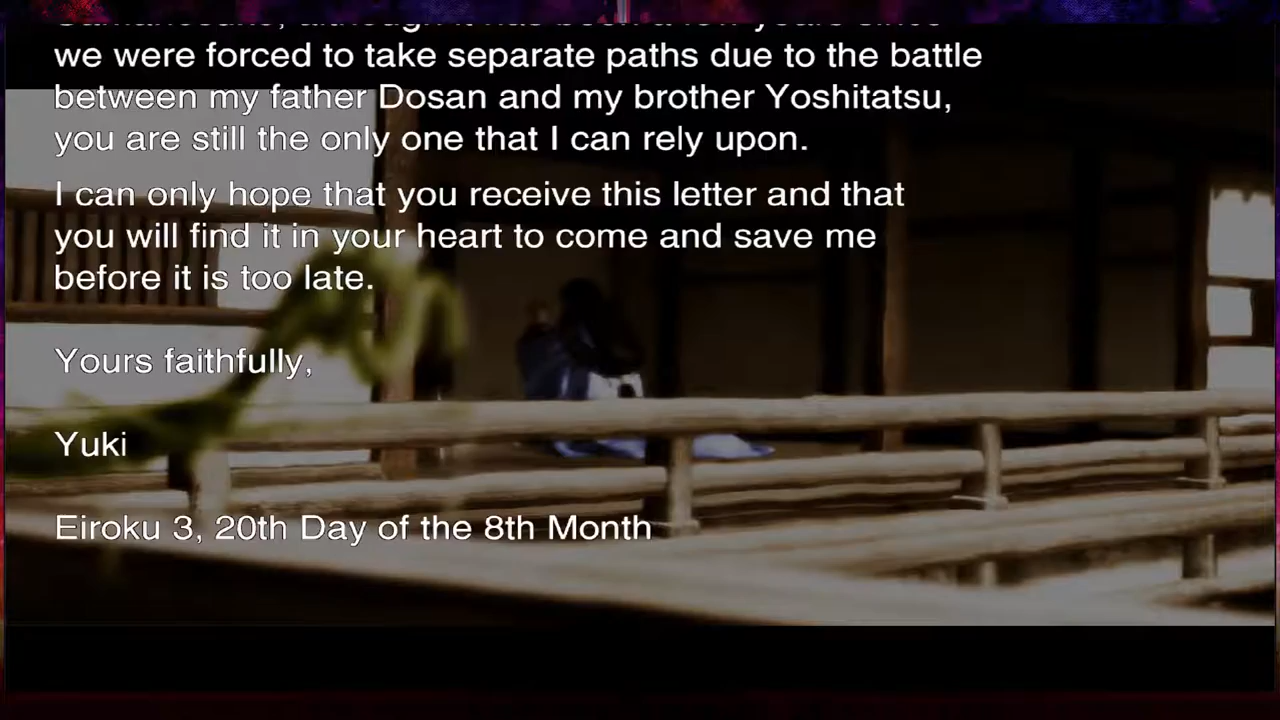 we were forced to take separate paths due to the battle
between my father Dosan and my brother Yoshitatsu,
you are still the only one that I can rely upon.
I can only hope that you receive this letter and that
you will find it in your heart to come and save me
before it is too late.
Yours faithfully,
Yuki
Eiroku 3, 20th Day of the 8th Month